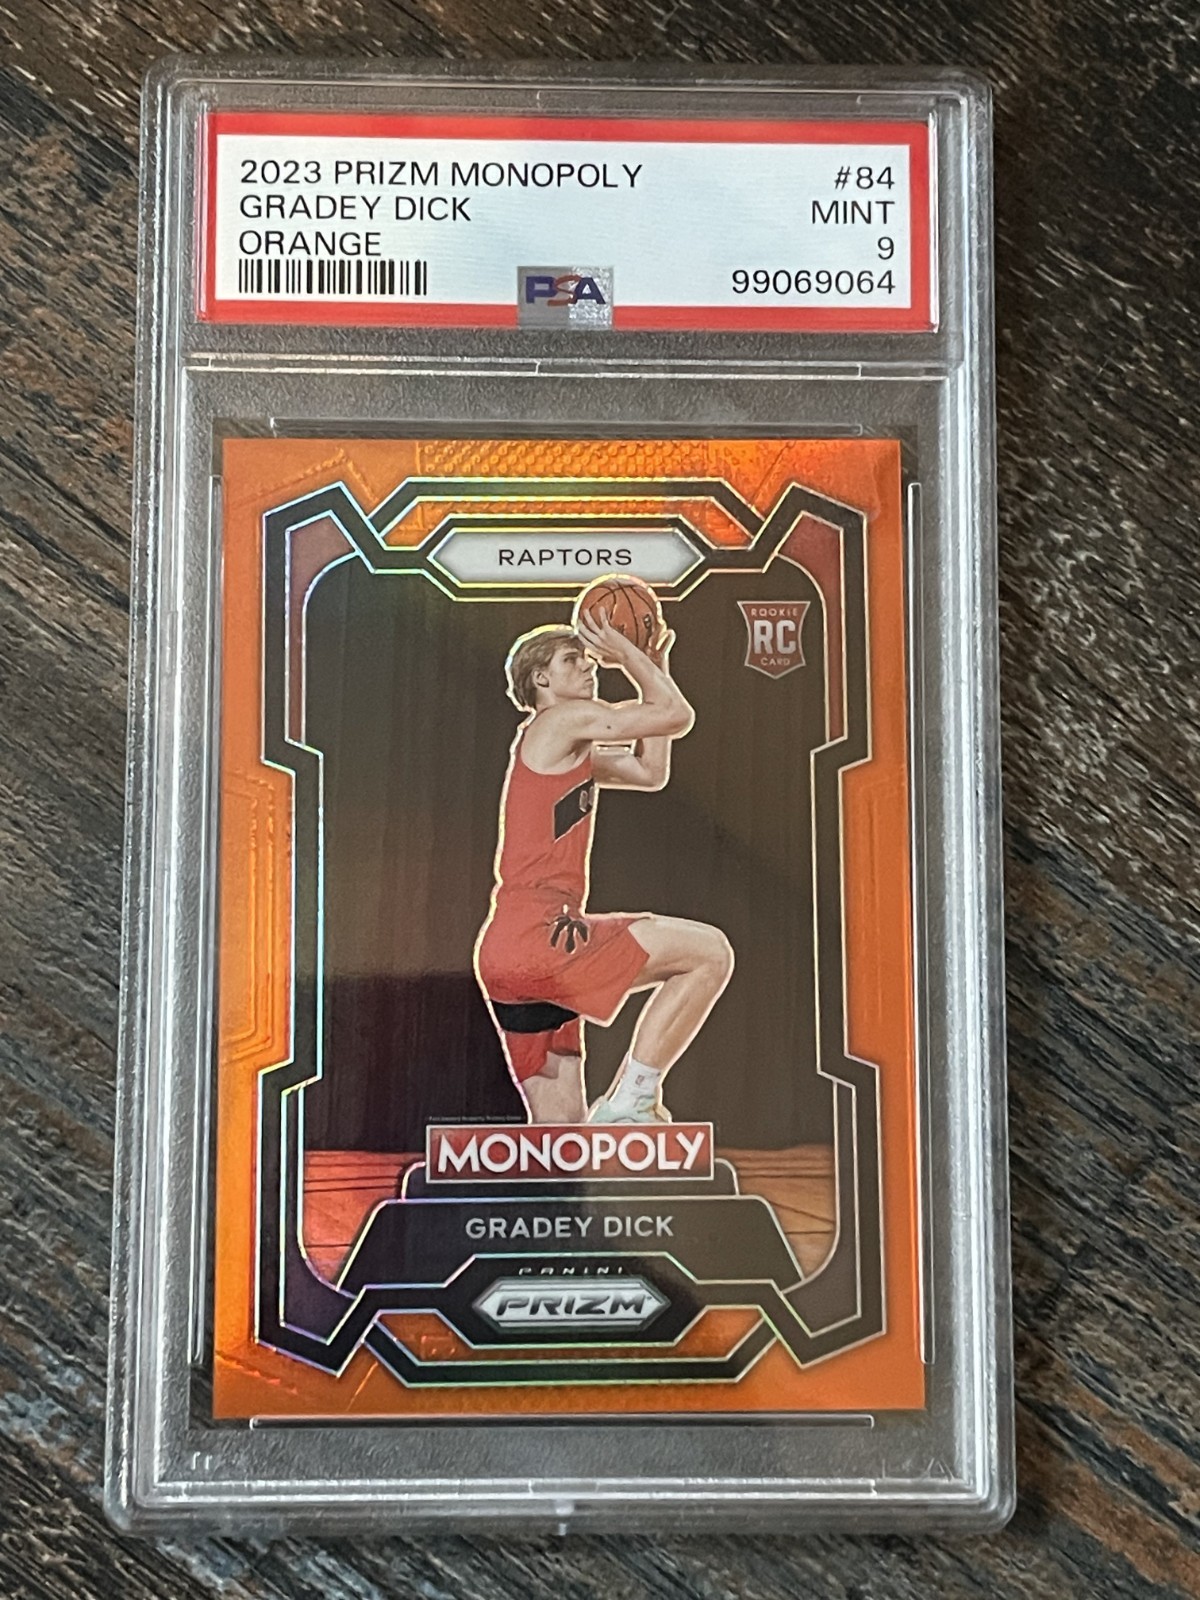 2023 PRIZM MONOPOLY #84
GRADEY DICK MINT
ORANGE 9
PSA 99069064
RAPTORS
ROOKIE
RC
CARD
MONOPOLY
GRADEY DICK
PANINI
PRIZM